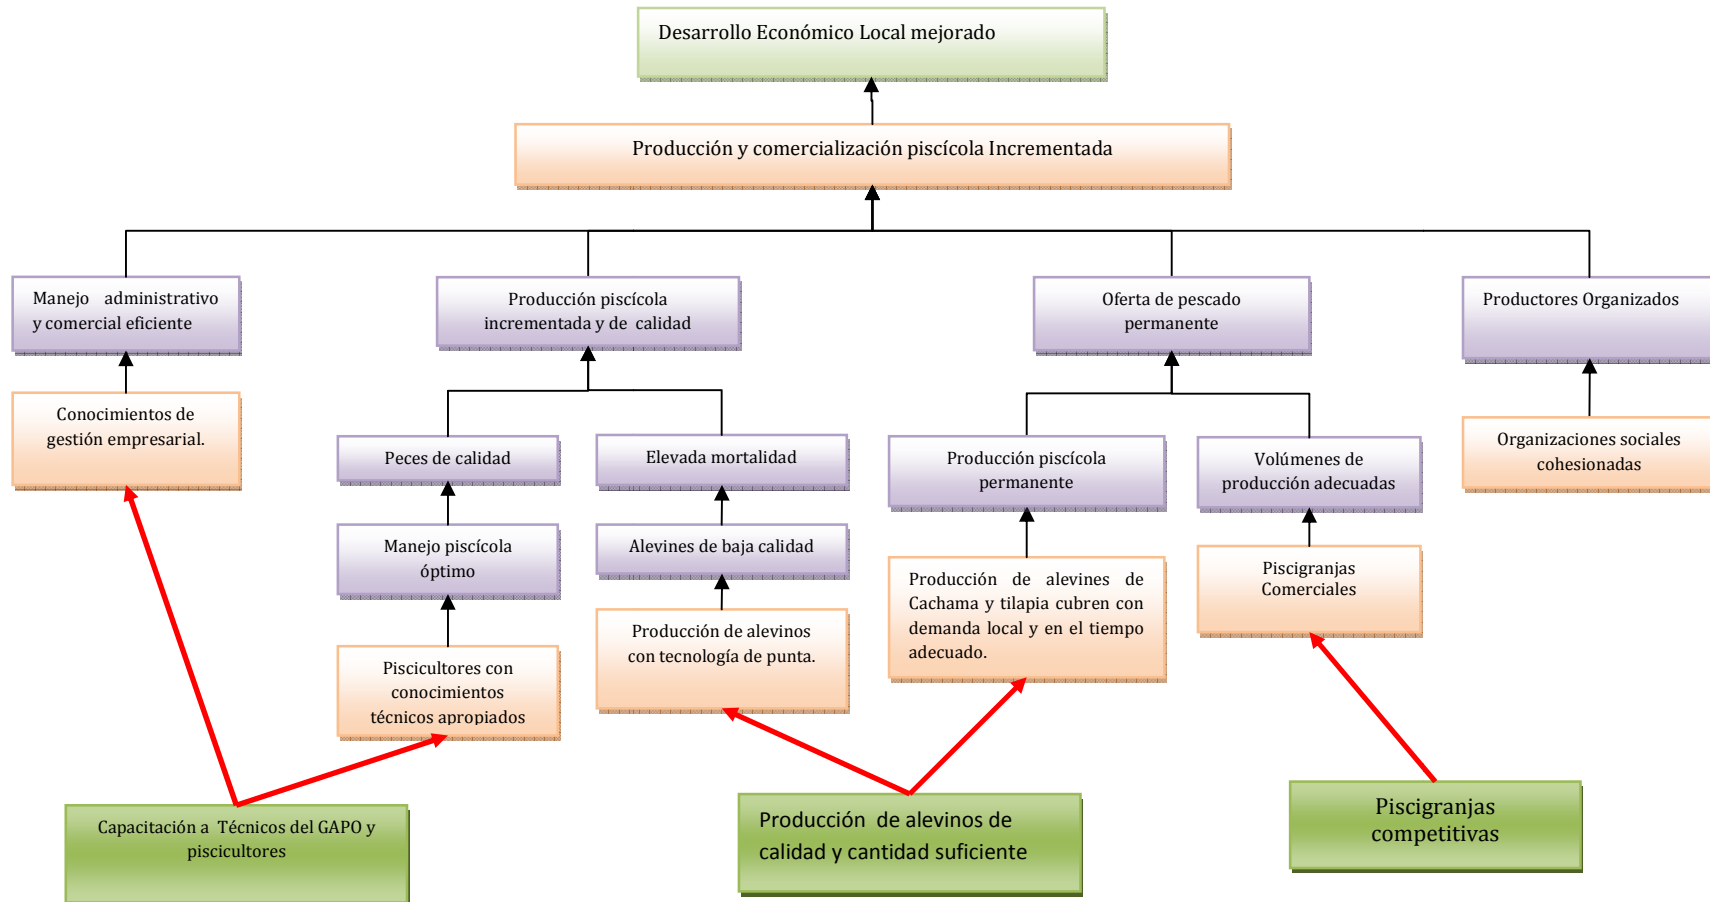 Desarrollo Económico Local mejorado
Producción y comercialización piscícola Incrementada
Manejo administrativo
y comercial eficiente
Producción piscícola
incrementada y de calidad
Oferta de pescado
permanente
Productores Organizados
Conocimientos de
gestión empresarial.
Peces de calidad
Elevada mortalidad
Producción piscícola
permanente
Volúmenes de
producción adecuadas
Organizaciones sociales
cohesionadas
Manejo piscícola
óptimo
Alevines de baja calidad
Producción de alevines de
Cachama y tilapia cubren con
demanda local y en el tiempo
adecuado.
Piscigranjas
Comerciales
Piscicultores con
conocimientos
técnicos apropiados
Producción de alevinos
con tecnología de punta.
Capacitación a Técnicos del GAPO y
piscicultores
Producción de alevinos de
calidad y cantidad suficiente
Piscigranjas
competitivas